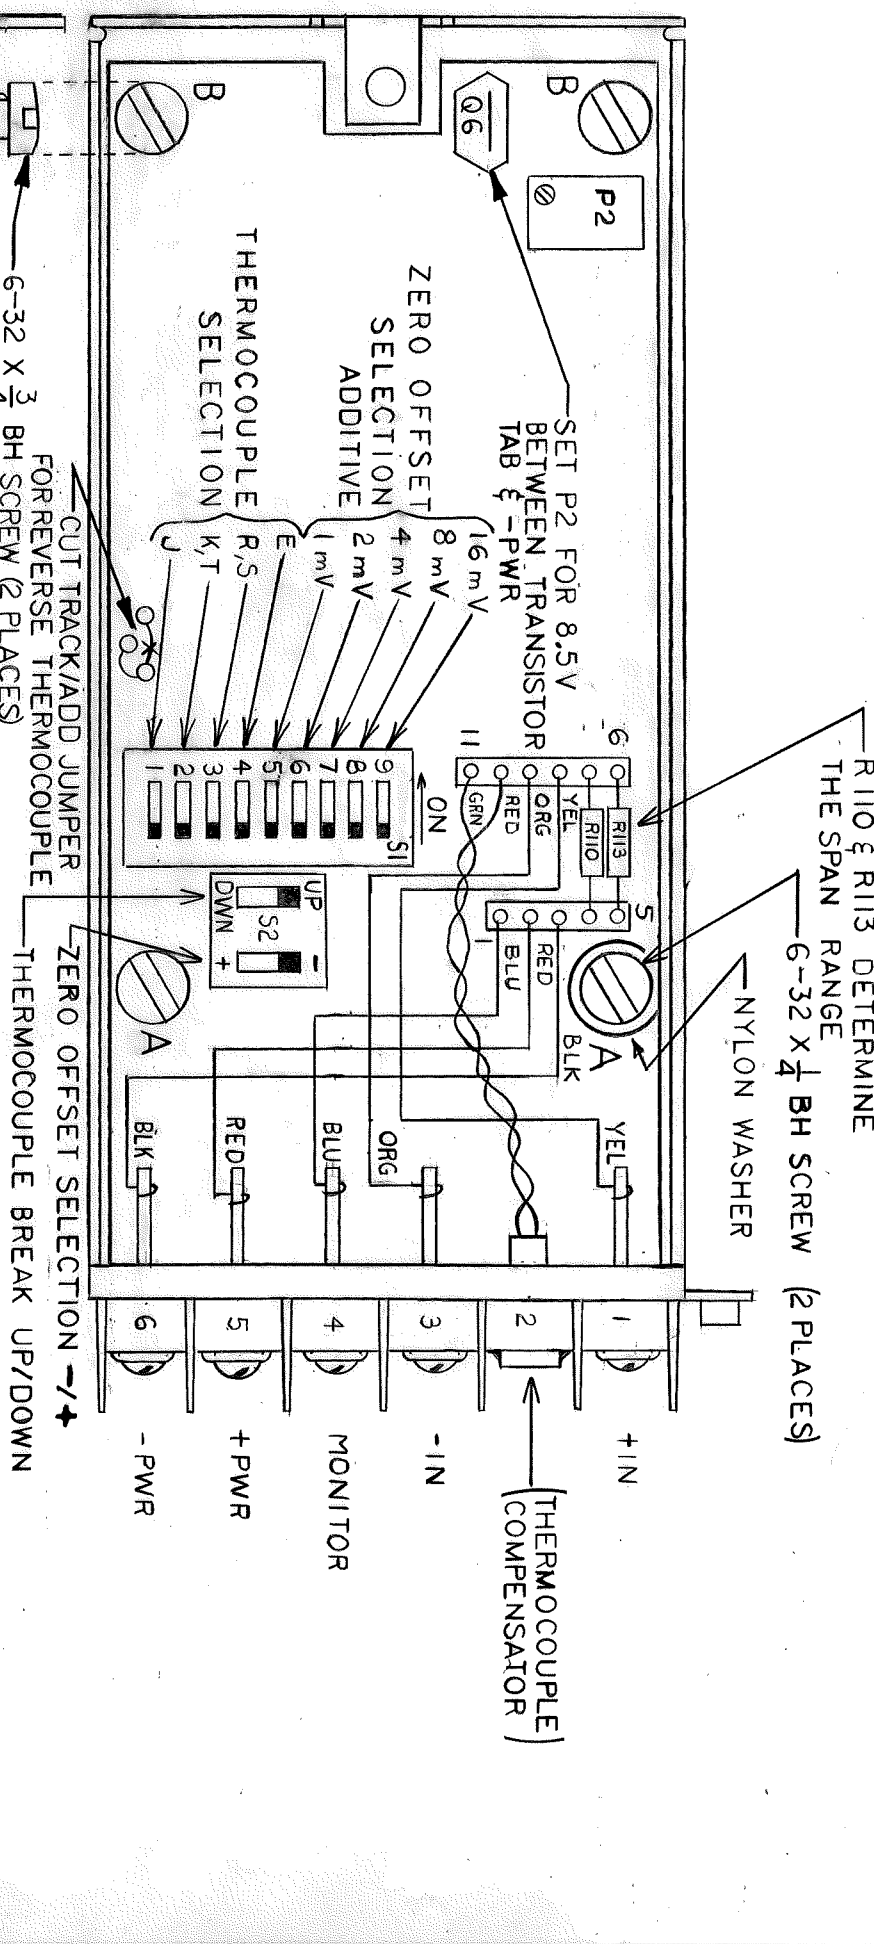 R110 & R113 DETERMINE
THE SPAN RANGE
6-32 X 1/4 BH SCREW (2 PLACES)
NYLON WASHER
B
B
P2
Q6
SET P2 FOR 8.5V
BETWEEN TRANSISTOR
TAB & -PWR
ZERO OFFSET
SELECTION
ADDITIVE
THERMOCOUPLE
SELECTION
16 mV
8 mV
4 mV
2 mV
1 mV
E
R,S
K,T
J
6
11
R113
R110
YEL
ORG
RED
GRN
5
1
RED
BLU
BLK
A
A
ON
S1
9
8
7
6
5
4
3
2
1
UP
DWN
S2
-
+
YEL
ORG
BLU
RED
BLK
1
2
3
4
5
6
+IN
(THERMOCOUPLE
COMPENSATOR)
-IN
MONITOR
+PWR
-PWR
CUT TRACK/ADD JUMPER
FOR REVERSE THERMOCOUPLE
ZERO OFFSET SELECTION -/+
THERMOCOUPLE BREAK UP/DOWN
6-32 X 3/4 BH SCREW (2 PLACES)